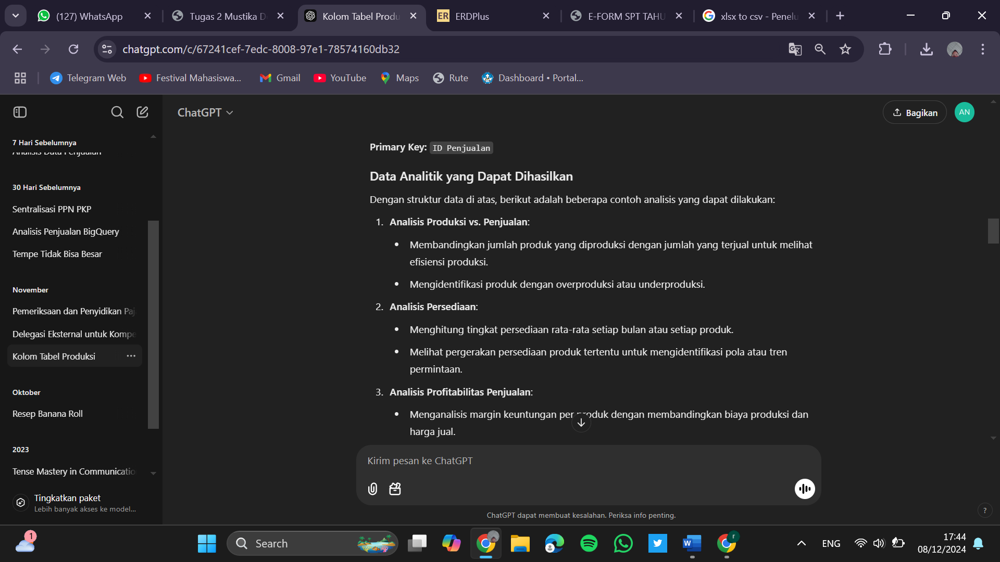 (127) WhatsApp
Tugas 2 Mustika D
Kolom Tabel Produ
ER ERDPlus
E-FORM SPT TAHU
xlsx to csv - Penelu
chatgpt.com/c/67241cef-7edc-8008-97e1-78574160db32
Telegram Web
Festival Mahasiswa...
Gmail
YouTube
Maps
Rute
Dashboard • Portal...
ChatGPT
Bagikan
AN
7 Hari Sebelumnya
Analisis Data Penjualan
30 Hari Sebelumnya
Sentralisasi PPN PKP
Analisis Penjualan BigQuery
Tempe Tidak Bisa Besar
November
Pemeriksaan dan Penyidikan Paj
Delegasi Eksternal untuk Kompe
Kolom Tabel Produksi
Oktober
Resep Banana Roll
2023
Tense Mastery in Communicatio
Tingkatkan paket
Lebih banyak akses ke model...
Primary Key: ID Penjualan
Data Analitik yang Dapat Dihasilkan
Dengan struktur data di atas, berikut adalah beberapa contoh analisis yang dapat dilakukan:
1. Analisis Produksi vs. Penjualan:
• Membandingkan jumlah produk yang diproduksi dengan jumlah yang terjual untuk melihat
efisiensi produksi.
• Mengidentifikasi produk dengan overproduksi atau underproduksi.
2. Analisis Persediaan:
• Menghitung tingkat persediaan rata-rata setiap bulan atau setiap produk.
• Melihat pergerakan persediaan produk tertentu untuk mengidentifikasi pola atau tren
permintaan.
3. Analisis Profitabilitas Penjualan:
• Menganalisis margin keuntungan per produk dengan membandingkan biaya produksi dan
harga jual.
Kirim pesan ke ChatGPT
ChatGPT dapat membuat kesalahan. Periksa info penting.
?
1
Search
W
r
ENG
17:44
08/12/2024